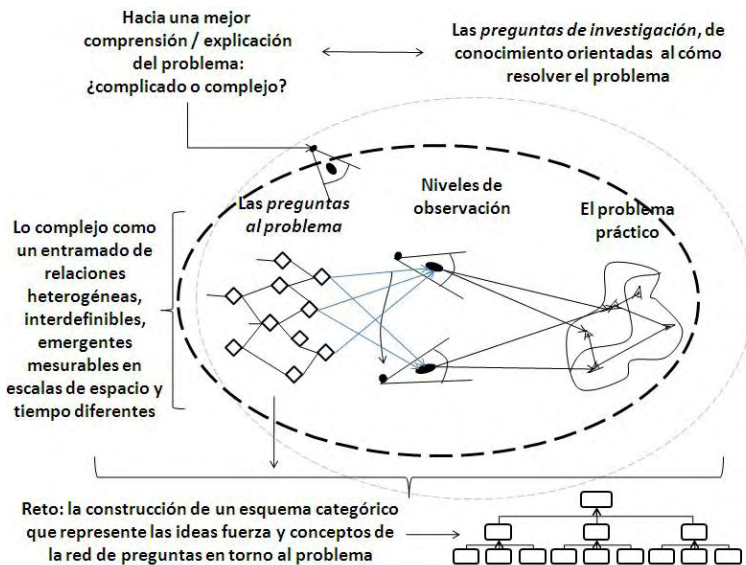 Hacia una mejor
comprensión / explicación
del problema:
¿complicado o complejo?
Las preguntas de investigación, de
conocimiento orientadas al cómo
resolver el problema
Las preguntas
al problema
Niveles de
observación
El problema
práctico
Lo complejo como
un entramado de
relaciones
heterogéneas,
interdefinibles,
emergentes
mesurables en
escalas de espacio y
tiempo diferentes
Reto: la construcción de un esquema categórico
que represente las ideas fuerza y conceptos de
la red de preguntas en torno al problema